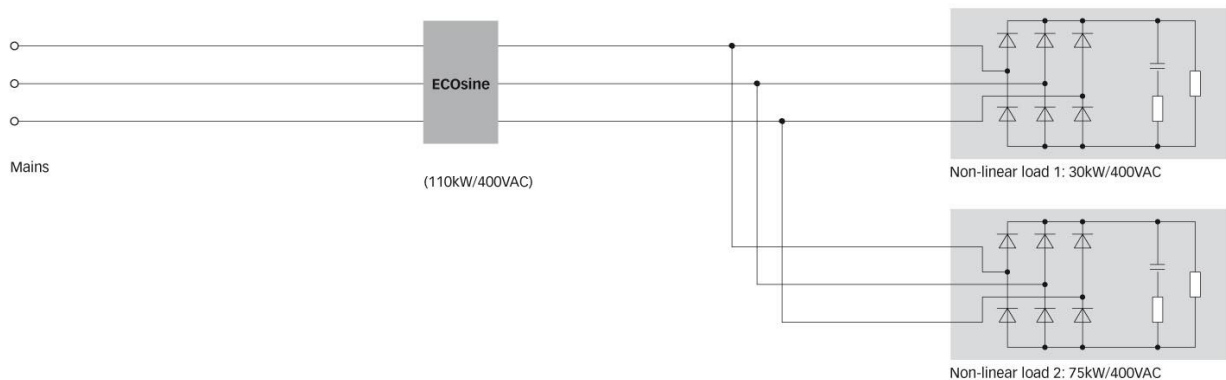 ECOsine
Mains
(110kW/400VAC)
Non-linear load 1: 30kW/400VAC
Non-linear load 2: 75kW/400VAC